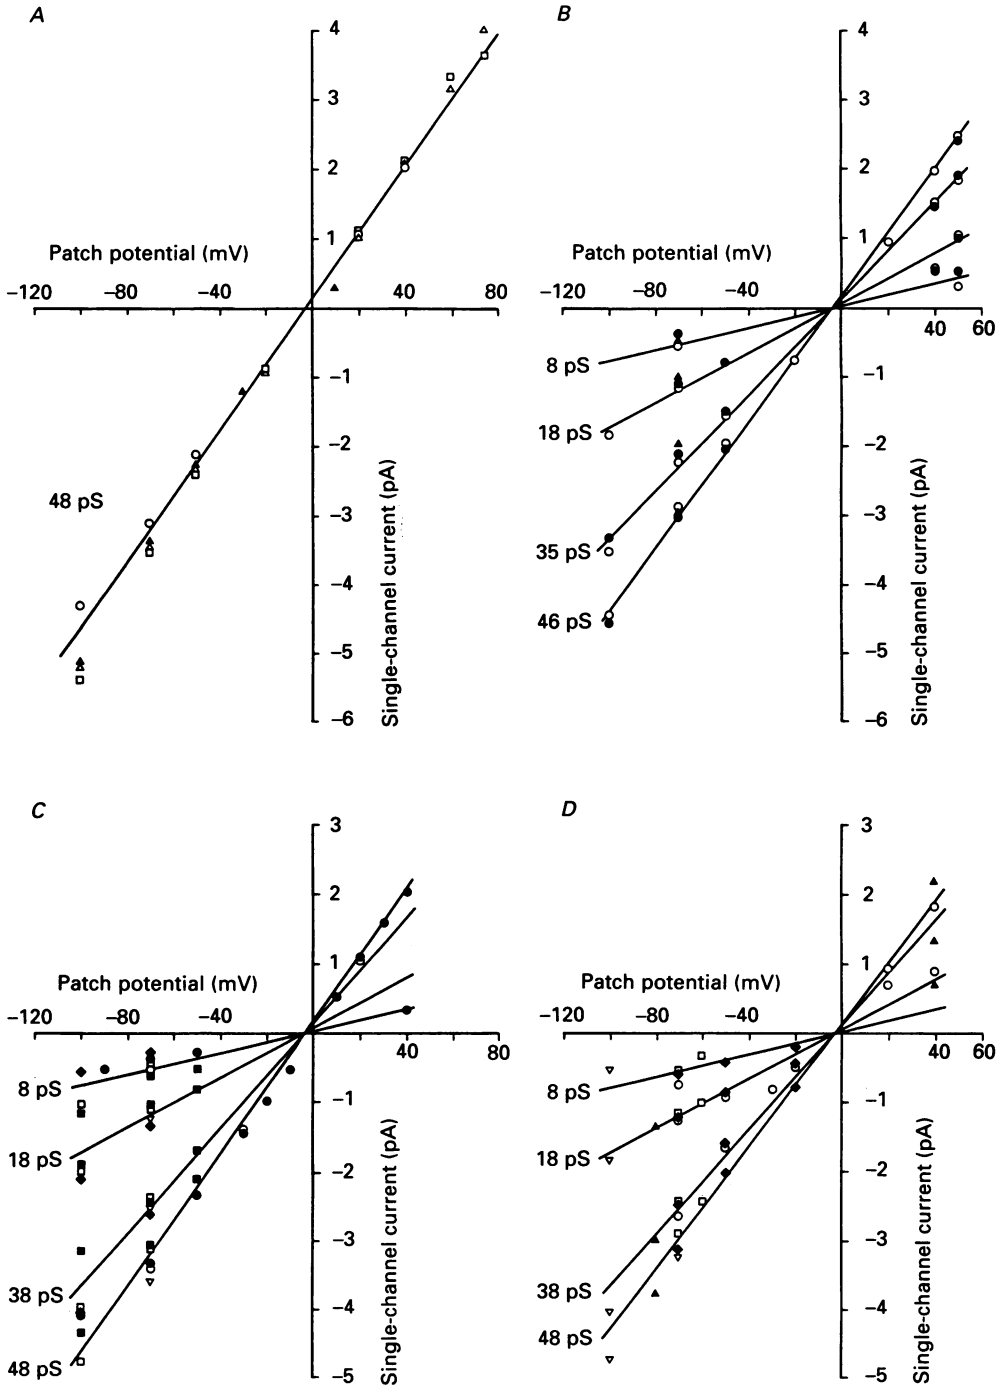 A
4
3
2
1
Patch potential (mV)
−120 −80 −40 40 80
−1
−2
−3
−4
−5
−6
48 pS
Single-channel current (pA)
B
4
3
2
1
Patch potential (mV)
−120 −80 −40 40 60
−1
−2
−3
−4
−5
−6
8 pS
18 pS
35 pS
46 pS
Single-channel current (pA)
C
3
2
1
Patch potential (mV)
−120 −80 −40 40 80
−1
−2
−3
−4
−5
8 pS
18 pS
38 pS
48 pS
Single-channel current (pA)
D
3
2
1
Patch potential (mV)
−120 −80 −40 40 60
−1
−2
−3
−4
−5
8 pS
18 pS
38 pS
48 pS
Single-channel current (pA)